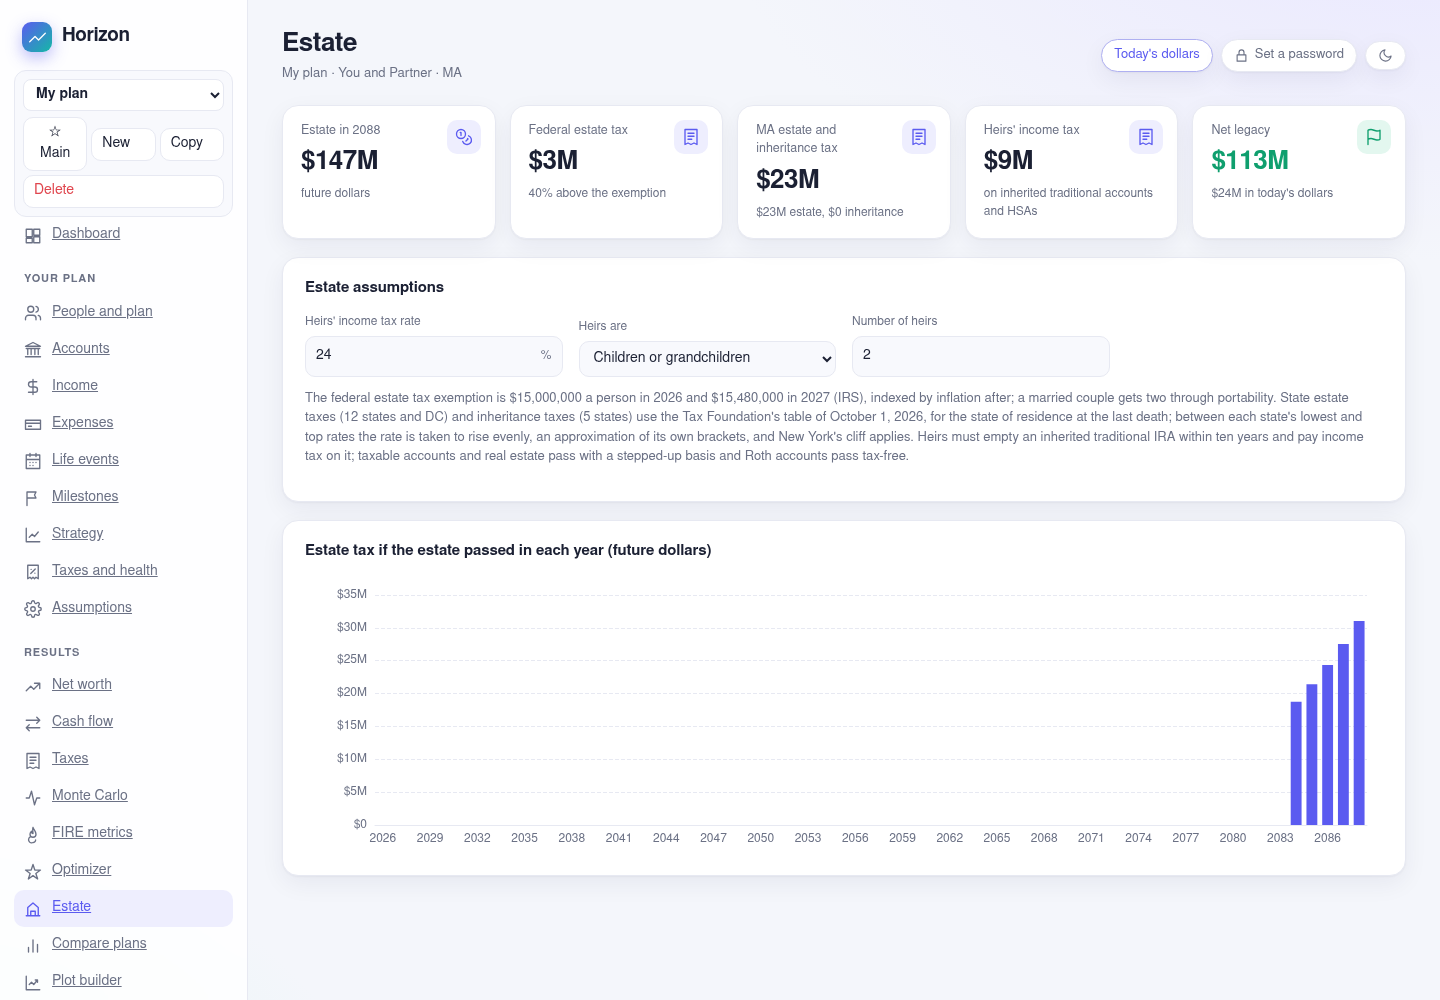 Horizon
My plan
Main
New
Copy
Delete
Dashboard
YOUR PLAN
People and plan
Accounts
Income
Expenses
Life events
Milestones
Strategy
Taxes and health
Assumptions
RESULTS
Net worth
Cash flow
Taxes
Monte Carlo
FIRE metrics
Optimizer
Estate
Compare plans
Plot builder
Estate
My plan · You and Partner · MA
Today's dollars
Set a password
Estate in 2088
$147M
future dollars
Federal estate tax
$3M
40% above the exemption
MA estate and
inheritance tax
$23M
$23M estate, $0 inheritance
Heirs' income tax
$9M
on inherited traditional accounts
and HSAs
Net legacy
$113M
$24M in today's dollars
Estate assumptions
Heirs' income tax rate
24 %
Heirs are
Children or grandchildren
Number of heirs
2
The federal estate tax exemption is $15,000,000 a person in 2026 and $15,480,000 in 2027 (IRS), indexed by inflation after; a married couple gets two through portability. State estate
taxes (12 states and DC) and inheritance taxes (5 states) use the Tax Foundation's table of October 1, 2026, for the state of residence at the last death; between each state's lowest and
top rates the rate is taken to rise evenly, an approximation of its own brackets, and New York's cliff applies. Heirs must empty an inherited traditional IRA within ten years and pay income
tax on it; taxable accounts and real estate pass with a stepped-up basis and Roth accounts pass tax-free.
Estate tax if the estate passed in each year (future dollars)
$35M
$30M
$25M
$20M
$15M
$10M
$5M
$0
2026 2029 2032 2035 2038 2041 2044 2047 2050 2053 2056 2059 2062 2065 2068 2071 2074 2077 2080 2083 2086